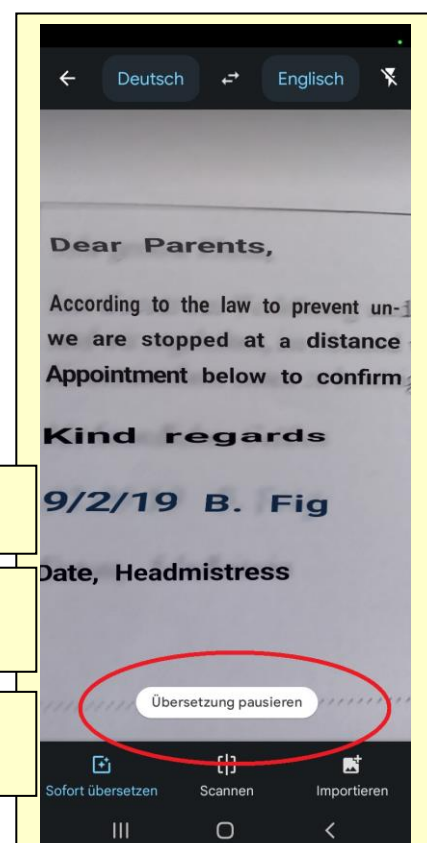 Deutsch Englisch
Dear Parents,
According to the law to prevent un-
we are stopped at a distance
Appointment below to confirm
Kind regards
9/2/19 B. Fig
Date, Headmistress
Übersetzung pausieren
Sofort übersetzen Scannen Importieren